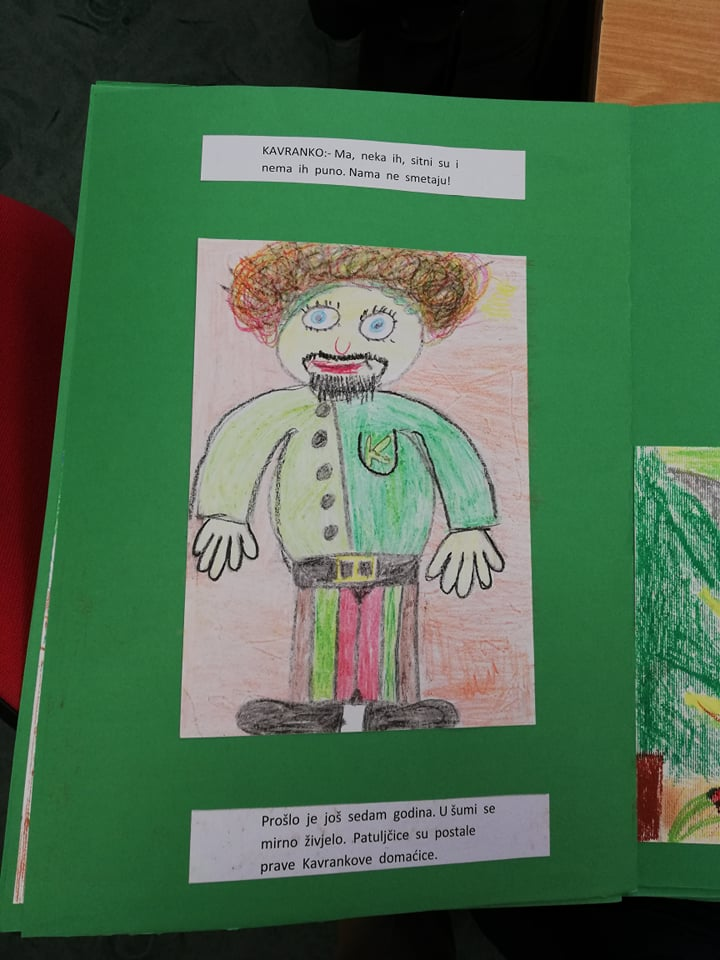 KAVRANKO:- Ma, neka ih, sitni su i
nema ih puno. Nama ne smetaju!
K
Prošlo je još sedam godina. U šumi se
mirno živjelo. Patuljčice su postale
prave Kavrankove domaćice.